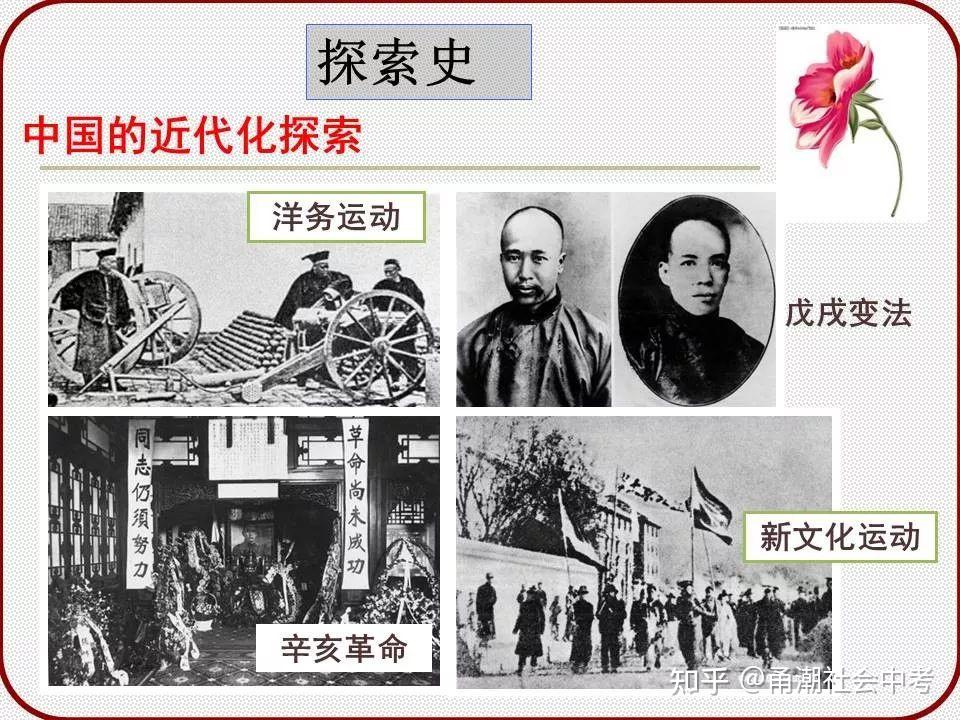 探索史
中国的近代化探索
洋务运动
戊戌变法
革命尚未成功
同志仍须努力
辛亥革命
新文化运动
知乎 @甬潮社会中考